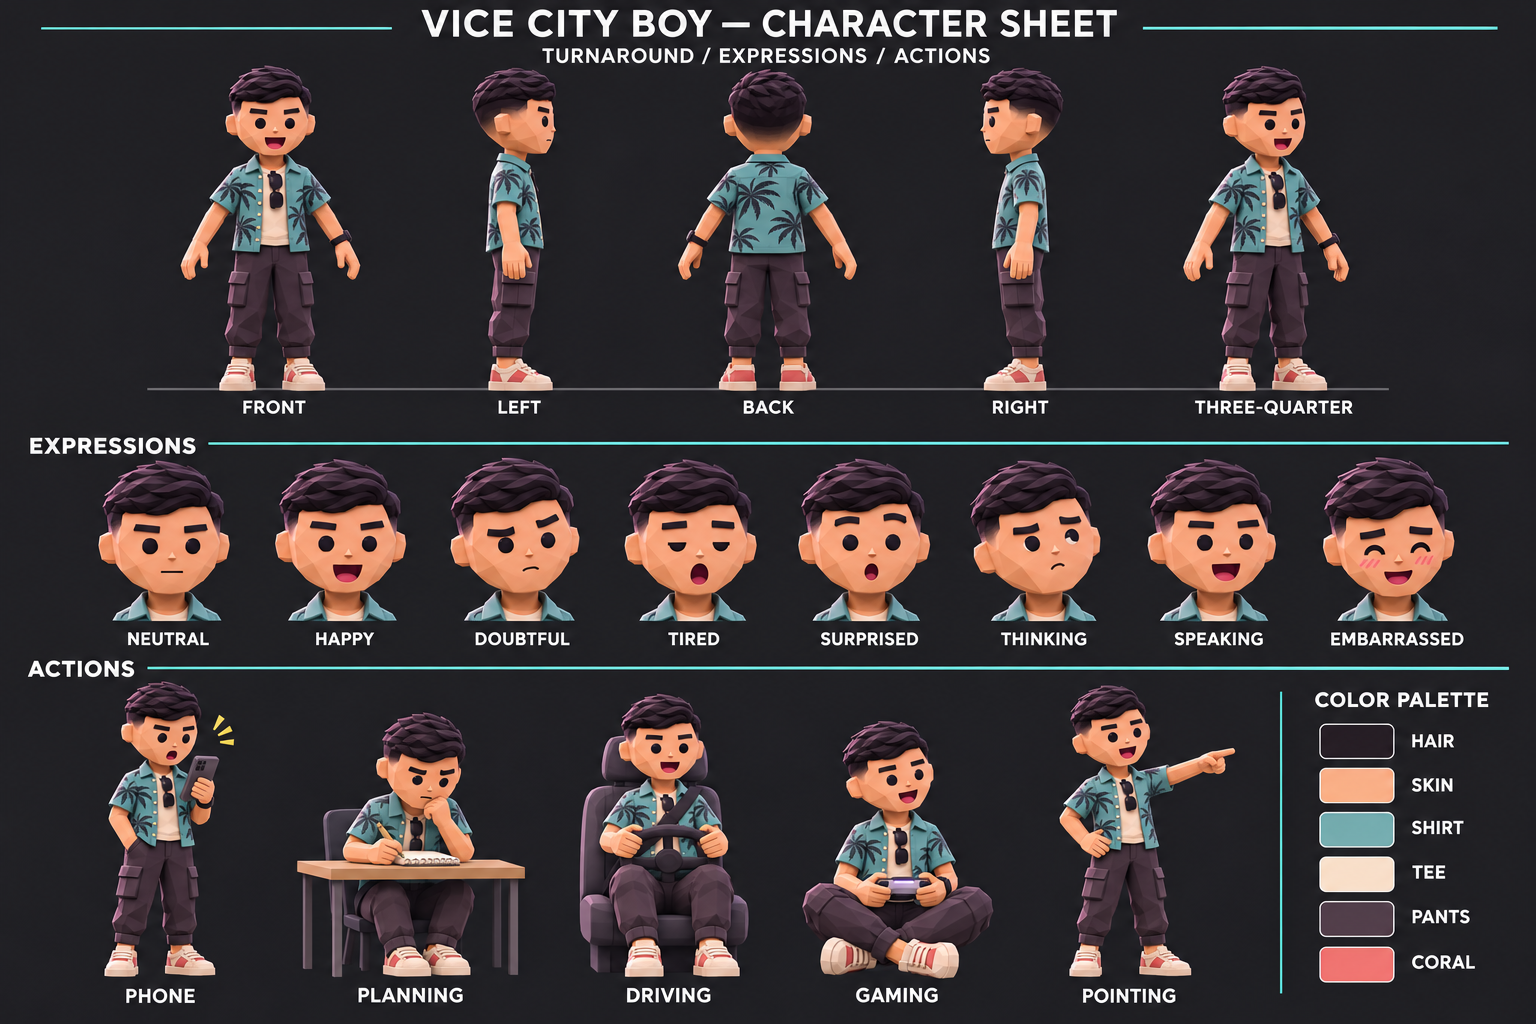 VICE CITY BOY — CHARACTER SHEET
TURNAROUND / EXPRESSIONS / ACTIONS
FRONT
LEFT
BACK
RIGHT
THREE-QUARTER
EXPRESSIONS
NEUTRAL
HAPPY
DOUBTFUL
TIRED
SURPRISED
THINKING
SPEAKING
EMBARRASSED
ACTIONS
PHONE
PLANNING
DRIVING
GAMING
POINTING
COLOR PALETTE
HAIR
SKIN
SHIRT
TEE
PANTS
CORAL